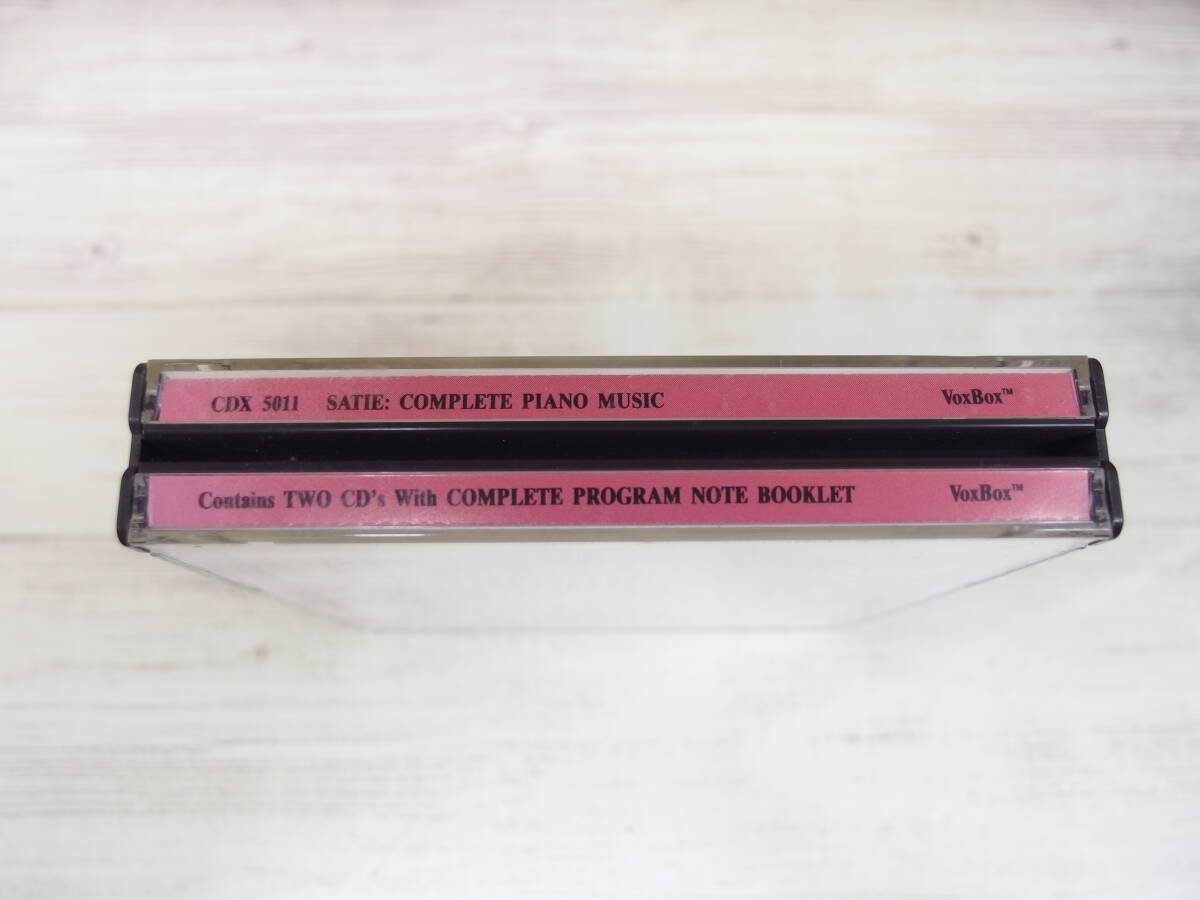 CDX 5011 SATIE: COMPLETE PIANO MUSIC VoxBox™
Contains TWO CD's With COMPLETE PROGRAM NOTE BOOKLET VoxBox™